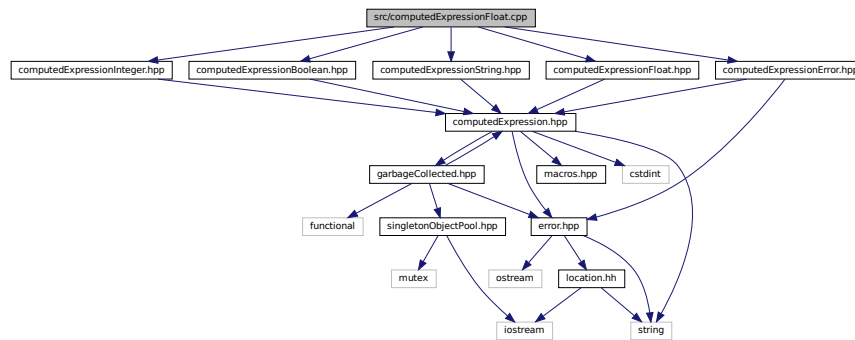 src/computedExpressionFloat.cpp
computedExpressionInteger.hpp
computedExpressionBoolean.hpp
computedExpressionString.hpp
computedExpressionFloat.hpp
computedExpressionError.hpp
computedExpression.hpp
garbageCollected.hpp
macros.hpp
cstdint
functional
singletonObjectPool.hpp
error.hpp
mutex
ostream
location.hh
iostream
string